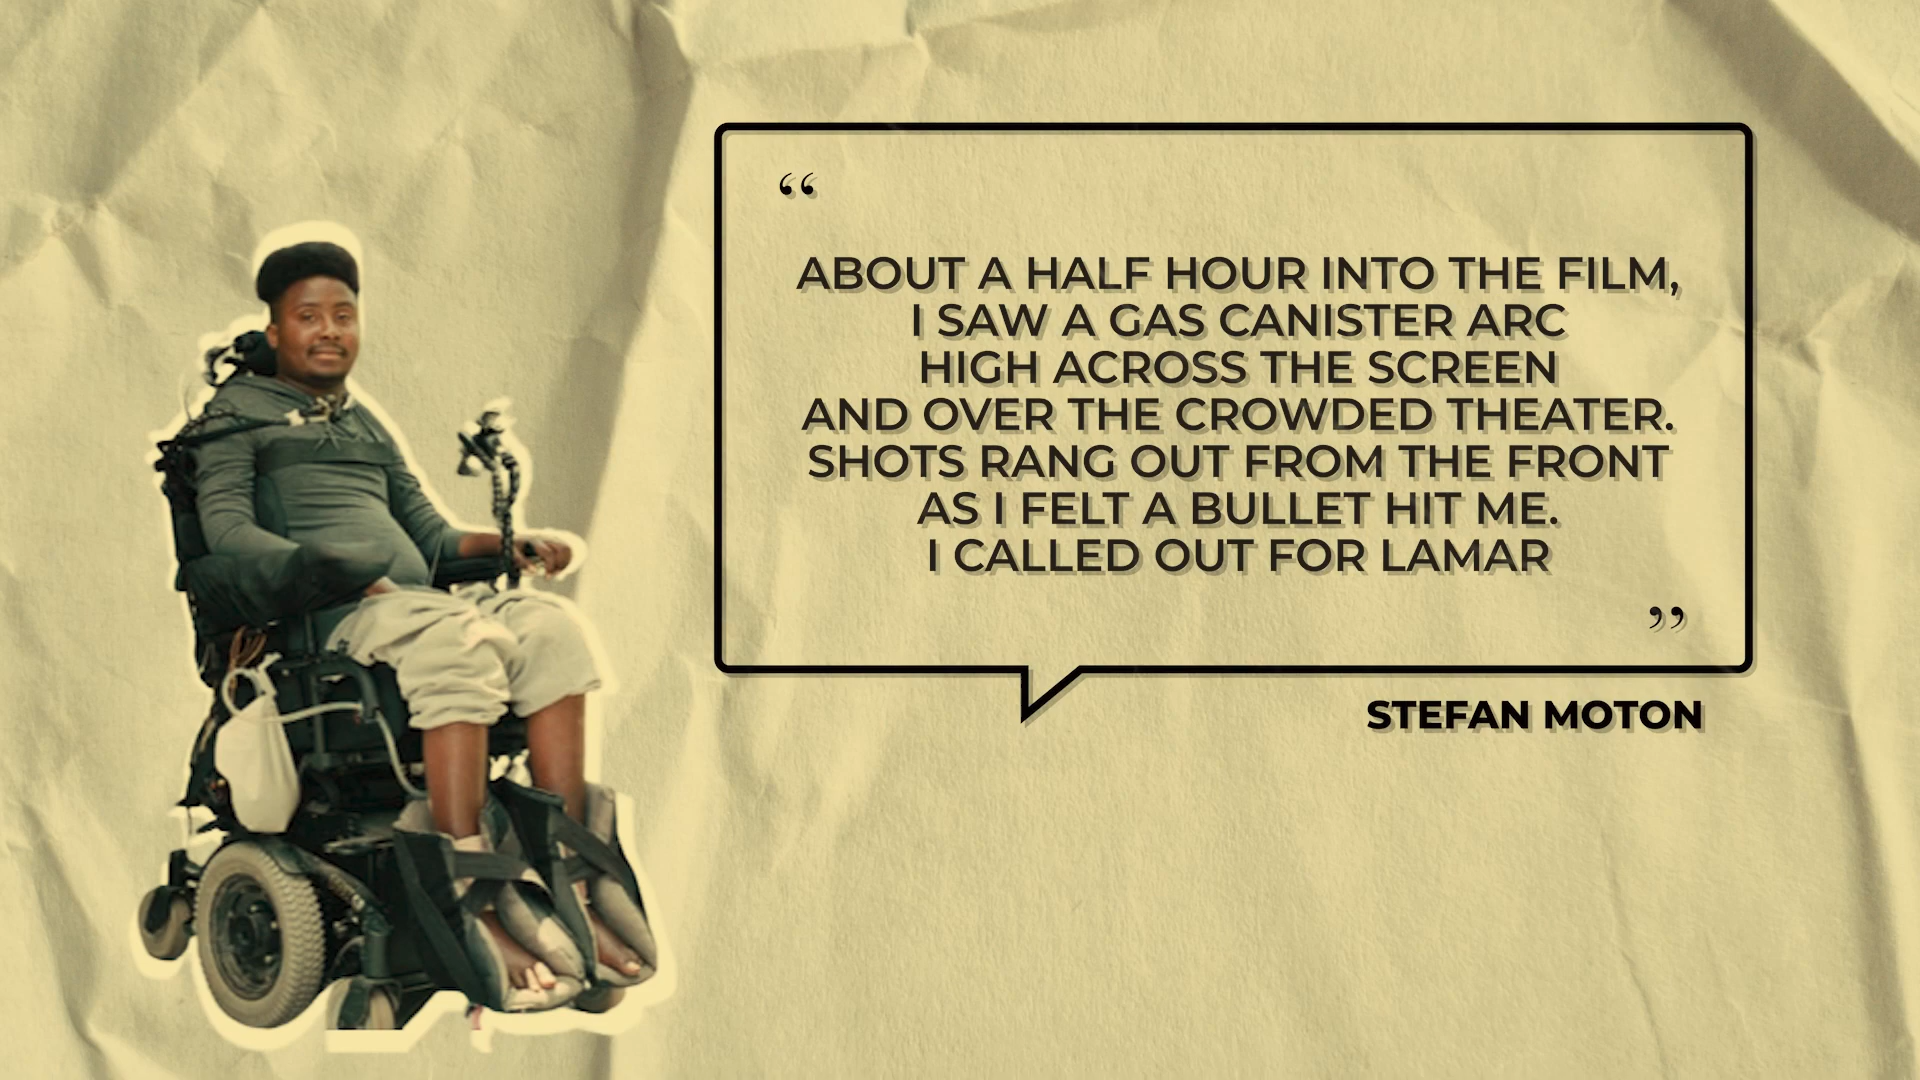 “
ABOUT A HALF HOUR INTO THE FILM,
I SAW A GAS CANISTER ARC
HIGH ACROSS THE SCREEN
AND OVER THE CROWDED THEATER.
SHOTS RANG OUT FROM THE FRONT
AS I FELT A BULLET HIT ME.
I CALLED OUT FOR LAMAR
”
STEFAN MOTON